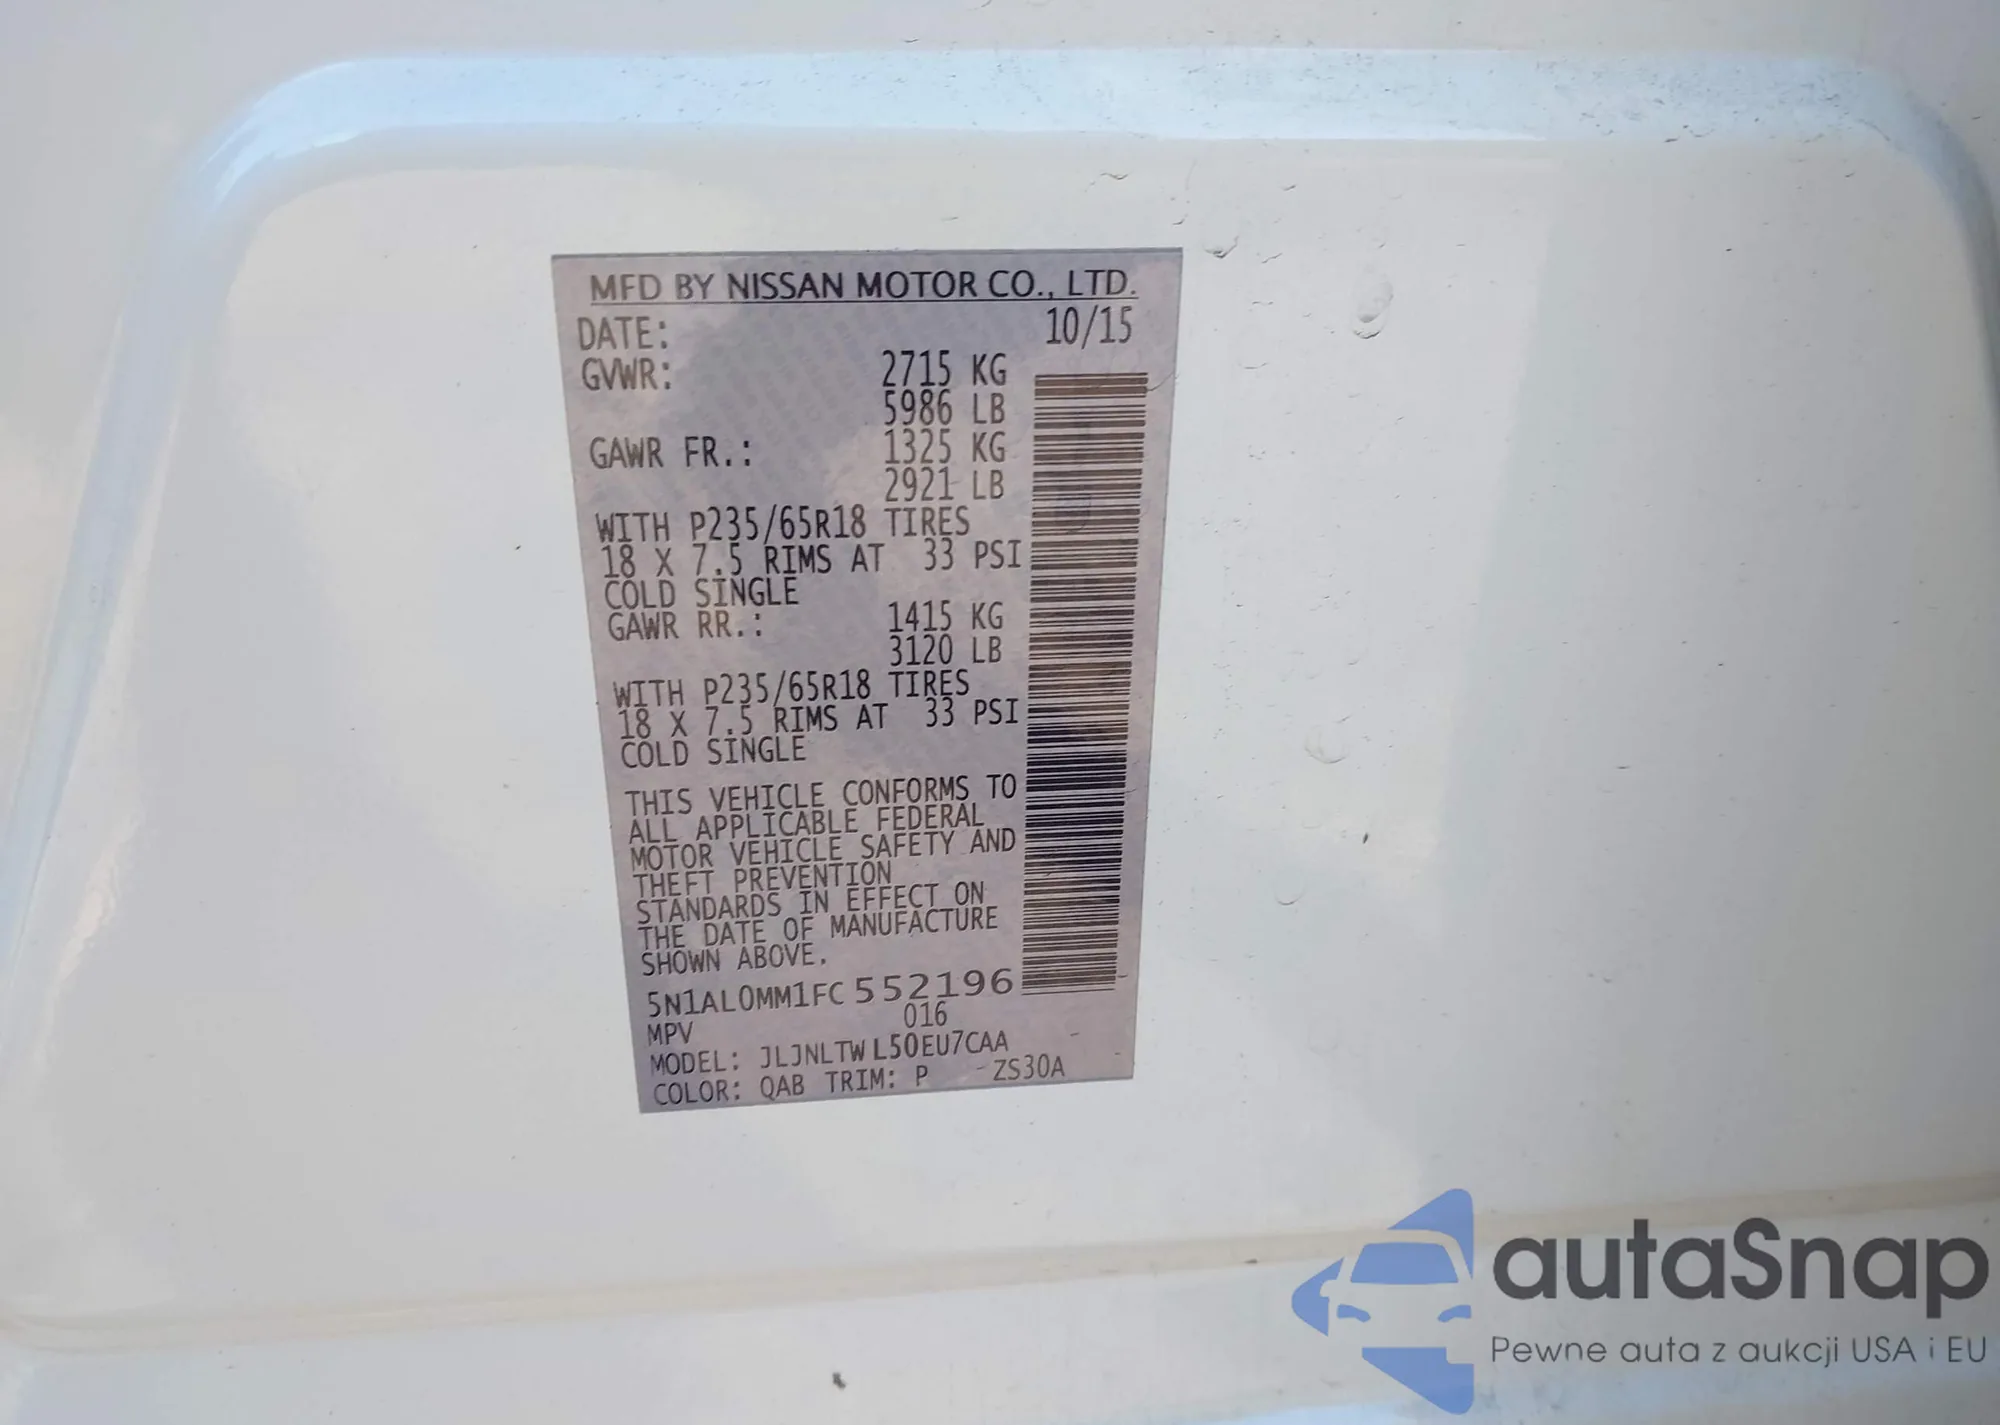 MFD BY NISSAN MOTOR CO., LTD.
DATE: 10/15
GVWR: 2715 KG
5986 LB
GAWR FR.: 1325 KG
2921 LB
WITH P235/65R18 TIRES
18 X 7.5 RIMS AT 33 PSI
COLD SINGLE
GAWR RR.: 1415 KG
3120 LB
WITH P235/65R18 TIRES
18 X 7.5 RIMS AT 33 PSI
COLD SINGLE
THIS VEHICLE CONFORMS TO
ALL APPLICABLE FEDERAL
MOTOR VEHICLE SAFETY AND
THEFT PREVENTION
STANDARDS IN EFFECT ON
THE DATE OF MANUFACTURE
SHOWN ABOVE.
5N1AL0MM1FC552196
MPV 016
MODEL: JLJNLTWL50EU7CAA
COLOR: QAB TRIM: P ZS30A
autaSnap
Pewne auta z aukcji USA i EU